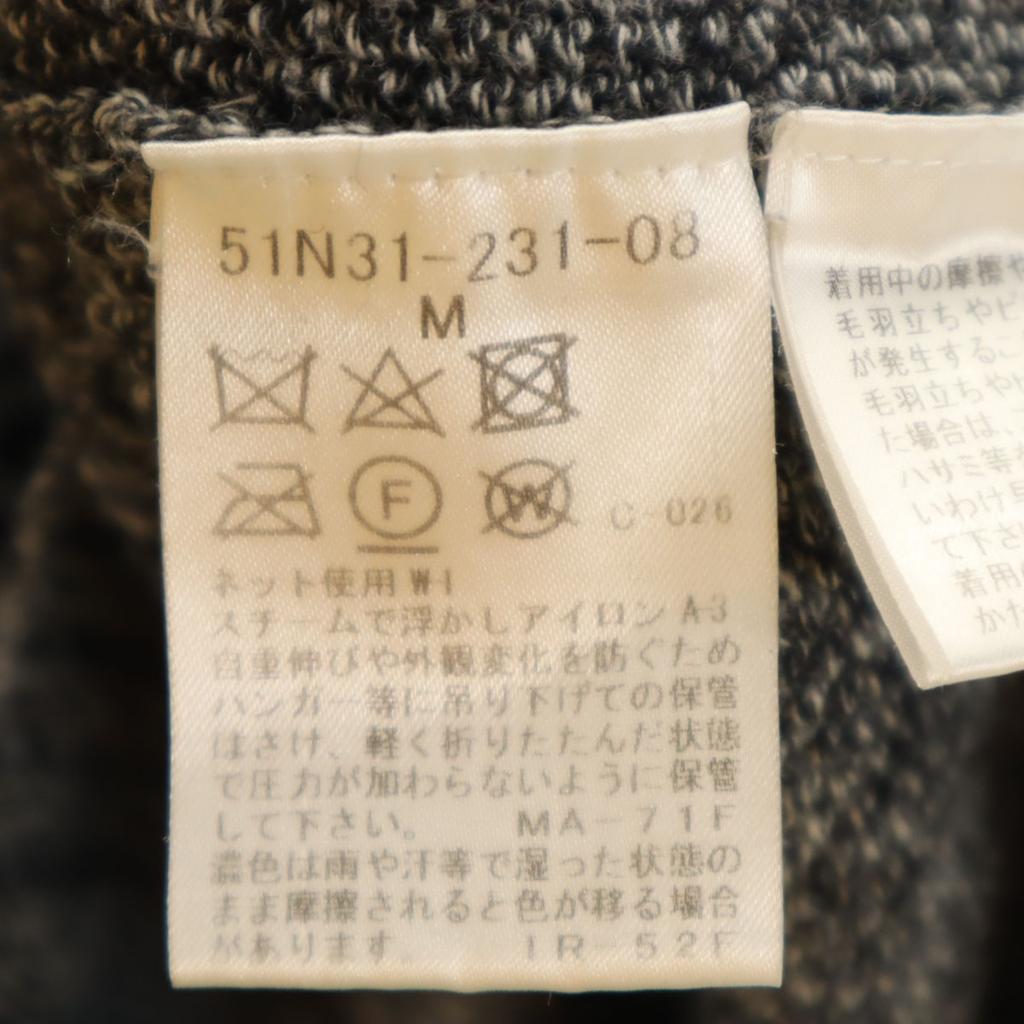 51N31-231-08
M
F
W
C-026
ネット使用 W-I
スチームで浮かしアイロン A-3
自重伸びや外観変化を防ぐため
ハンガー等に吊り下げての保管
はさけ、軽く折りたたんだ状態
で圧力が加わらないように保管
して下さい。 MA-71F
濃色は雨や汗等で湿った状態の
まま摩擦されると色が移る場合
があります。 IR-52F
着用中の摩擦や
毛羽立ちやピ
が発生するこ
毛羽立ちや
た場合は、
ハサミ等
いわけ
て下さ
着用
かた